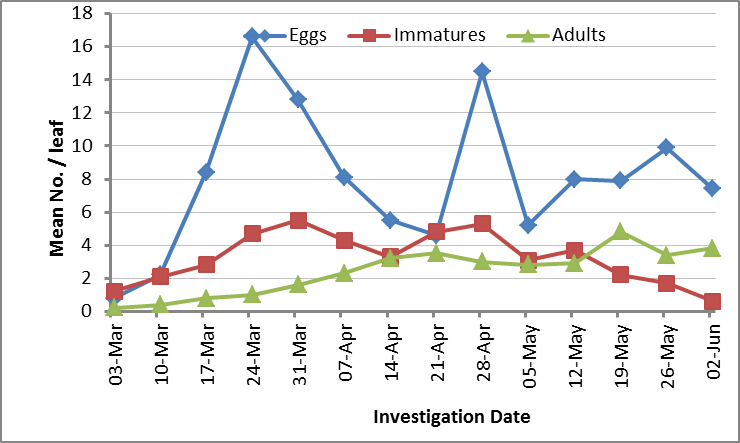 18
16
14
12
10
8
6
4
2
0
Mean No. / leaf
Eggs Immatures Adults
03-Mar
10-Mar
17-Mar
24-Mar
31-Mar
07-Apr
14-Apr
21-Apr
28-Apr
05-May
12-May
19-May
26-May
02-Jun
Investigation Date